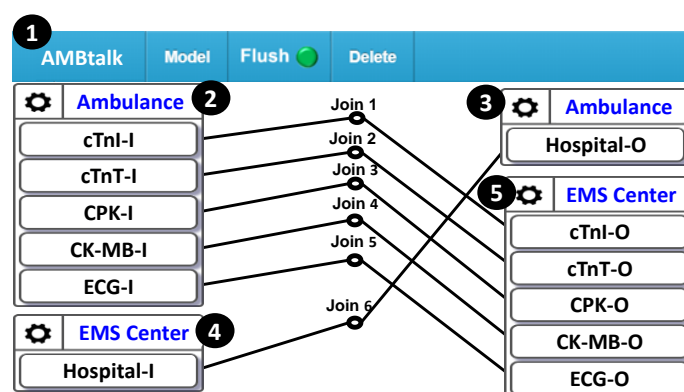 1
AMBtalk Model Flush Delete
Ambulance 2
cTnI-I
cTnT-I
CPK-I
CK-MB-I
ECG-I
EMS Center 4
Hospital-I
Join 1
Join 2
Join 3
Join 4
Join 5
Join 6
3 Ambulance
Hospital-O
5 EMS Center
cTnI-O
cTnT-O
CPK-O
CK-MB-O
ECG-O